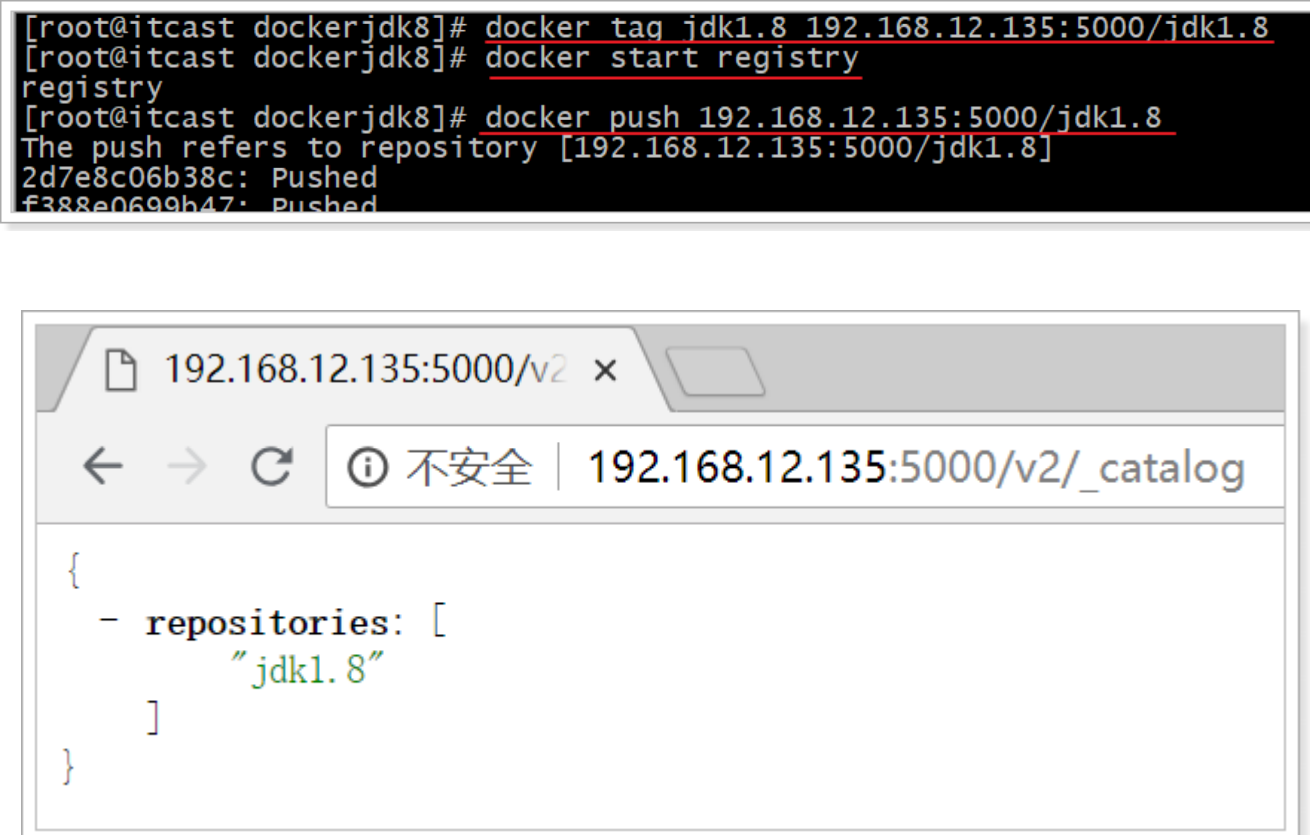 [root@itcast dockerjdk8]# docker tag jdk1.8 192.168.12.135:5000/jdk1.8
[root@itcast dockerjdk8]# docker start registry
registry
[root@itcast dockerjdk8]# docker push 192.168.12.135:5000/jdk1.8
The push refers to repository [192.168.12.135:5000/jdk1.8]
2d7e8c06b38c: Pushed
f388e0699b47: Pushed
192.168.12.135:5000/v2
不安全 192.168.12.135:5000/v2/_catalog
{
- repositories: [
"jdk1.8"
]
}